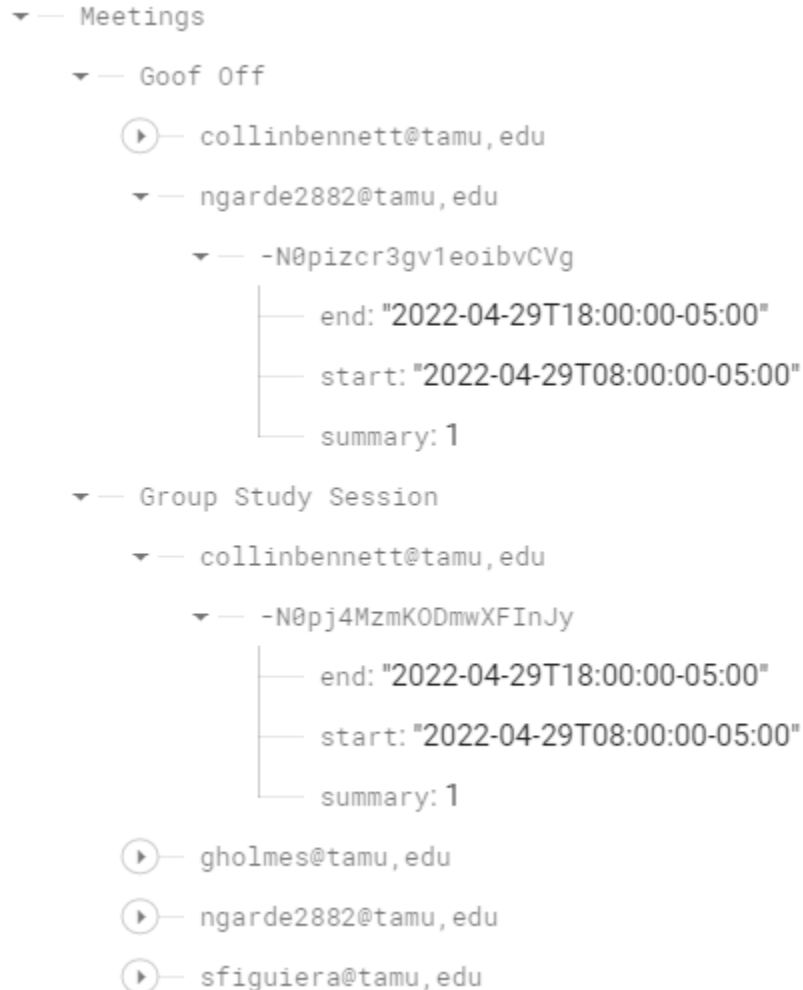 Meetings
Goof Off
collinbennett@tamu,edu
ngarde2882@tamu,edu
-N0pizcr3gv1eoibvCVg
end: "2022-04-29T18:00:00-05:00"
start: "2022-04-29T08:00:00-05:00"
summary: 1
Group Study Session
collinbennett@tamu,edu
-N0pj4MzmKODmwXFInJy
end: "2022-04-29T18:00:00-05:00"
start: "2022-04-29T08:00:00-05:00"
summary: 1
gholmes@tamu,edu
ngarde2882@tamu,edu
sfiguiera@tamu,edu